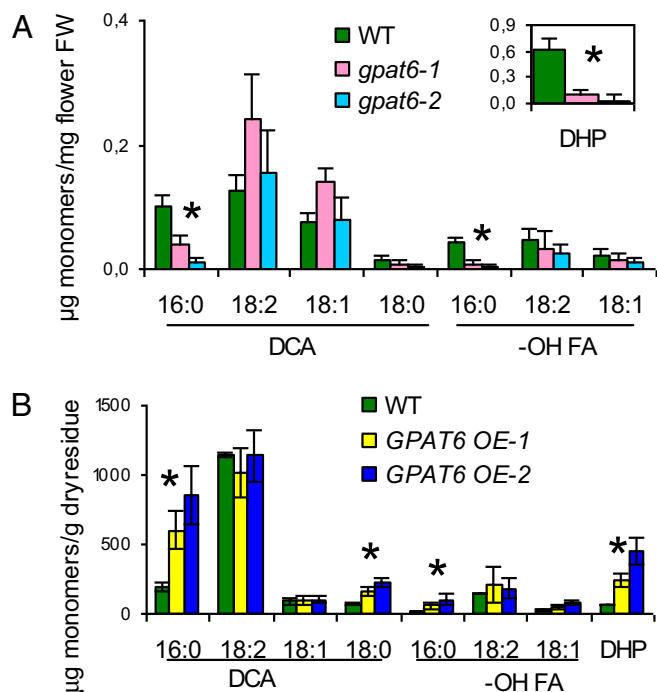 A
µg monomers/mg flower FW
0,4
0,2
0,0
WT
gpat6-1
gpat6-2
0,9
0,6
0,3
0,0
*
DHP
*
*
16:0 18:2 18:1 18:0 16:0 18:2 18:1
DCA -OH FA
B
µg monomers/g dry residue
1500
1000
500
0
WT
GPAT6 OE-1
GPAT6 OE-2
*
*
*
*
16:0 18:2 18:1 18:0 16:0 18:2 18:1 DHP
DCA -OH FA